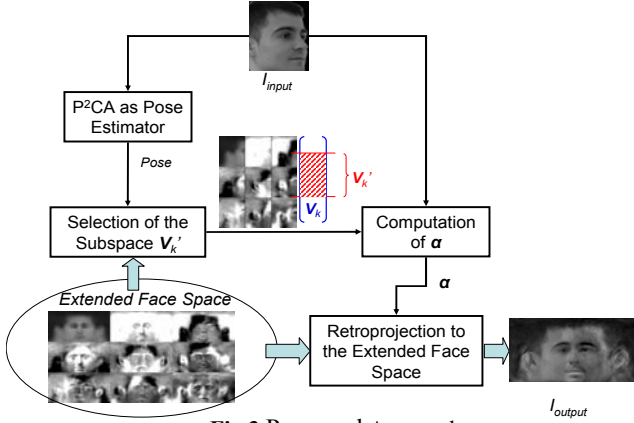 I_input
P²CA as Pose
Estimator
Pose
V_k'
V_k
Selection of the
Subspace V_k'
Computation
of α
α
Extended Face Space
Retroprojection to
the Extended Face
Space
I_output